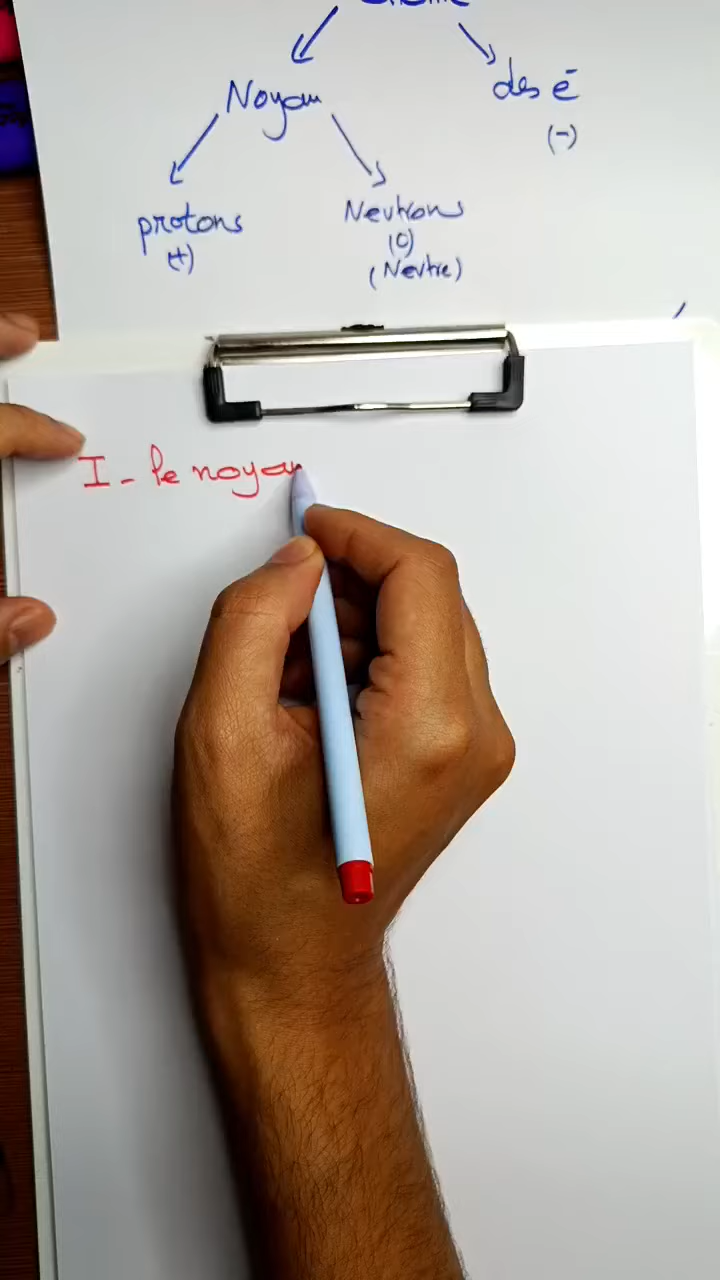 Noyau
des é
(-)
protons
(+)
Neutrons
(0)
(Neutre)
I - le noyau